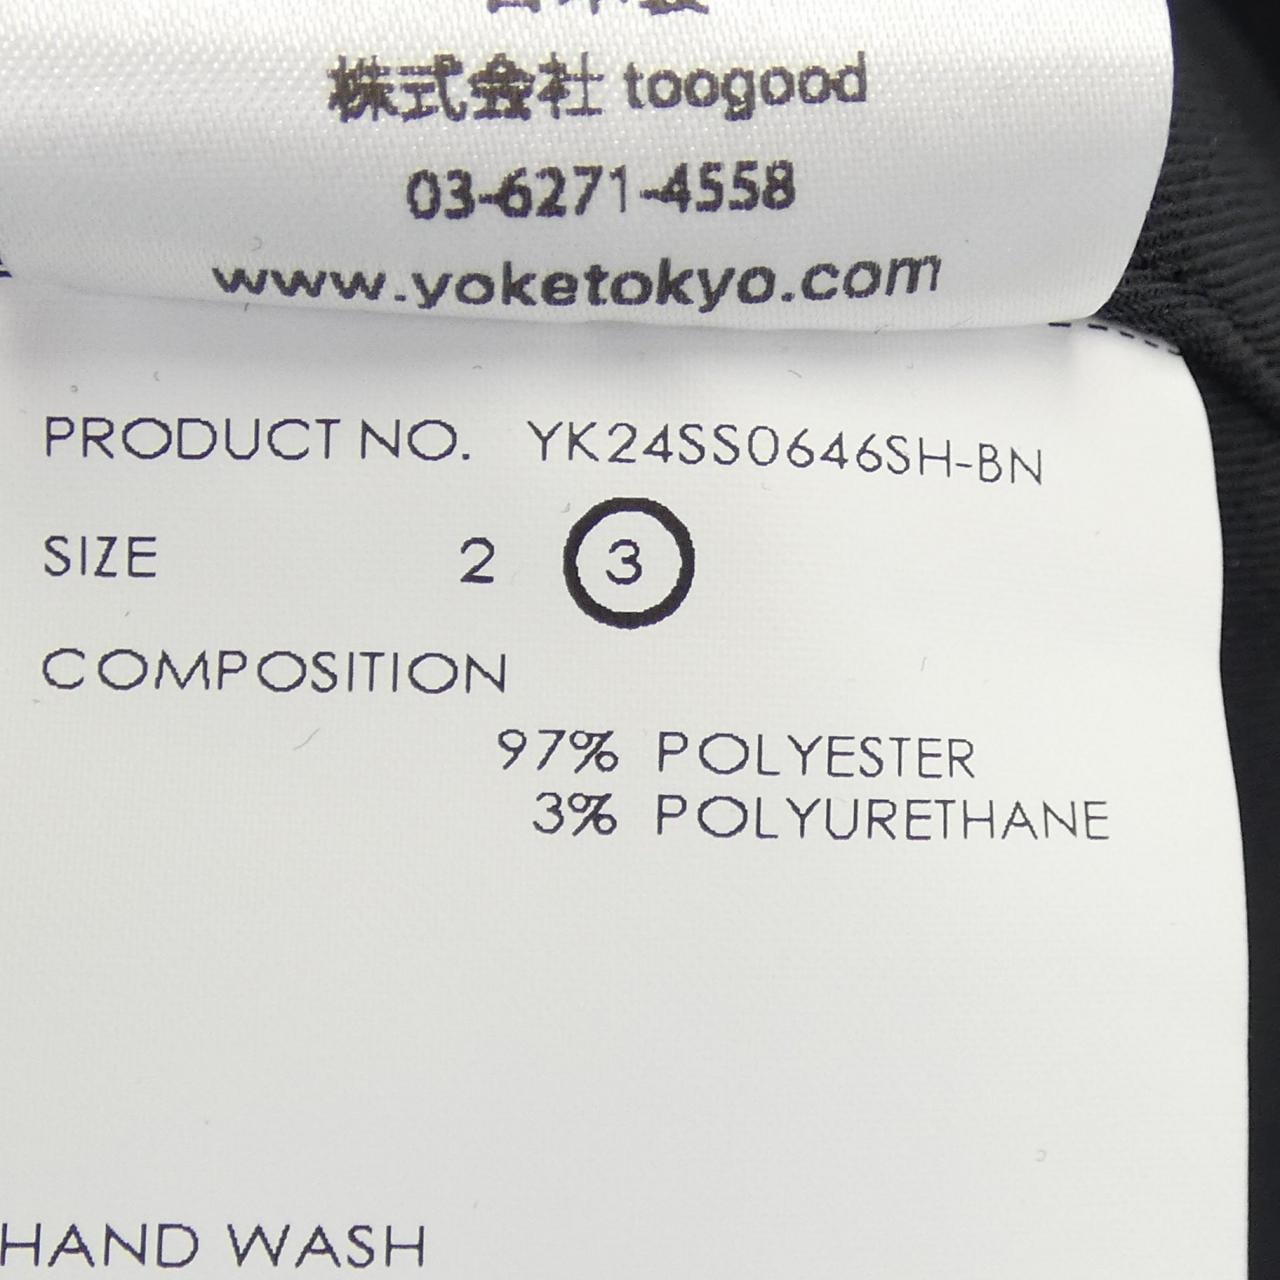 株式会社 toogood
03-6271-4558
www.yoketokyo.com
PRODUCT NO. YK24SS0646SH-BN
SIZE 2 3
COMPOSITION
97% POLYESTER
3% POLYURETHANE
HAND WASH